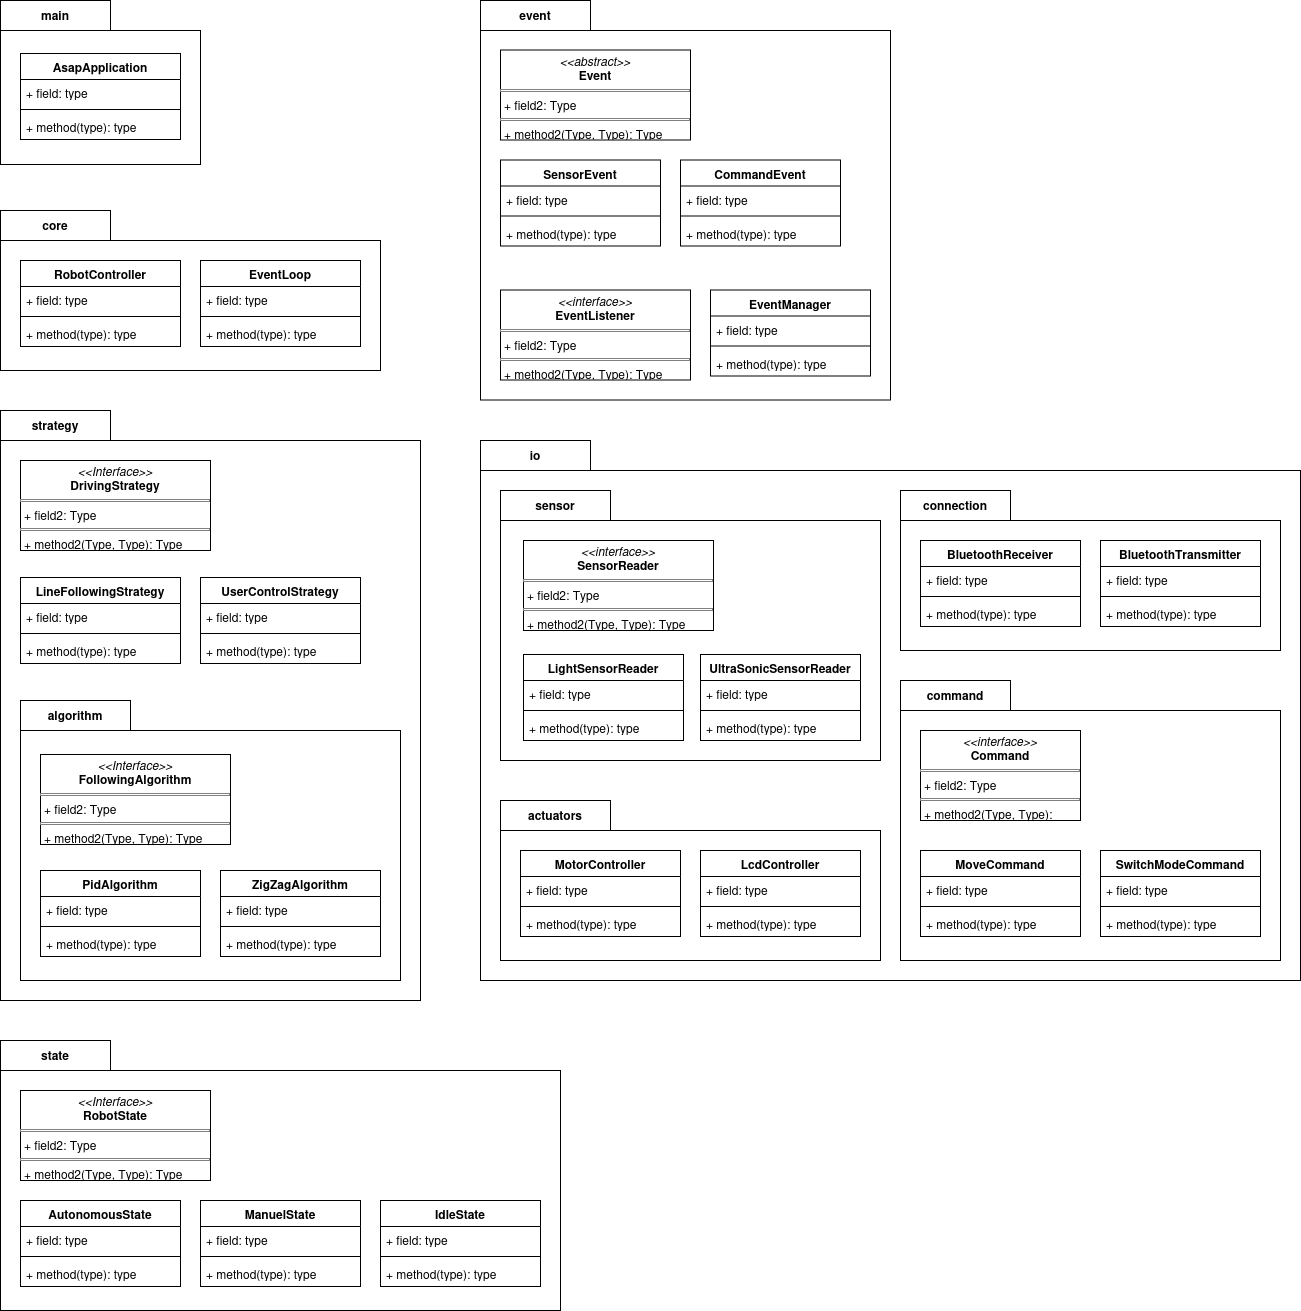 main
AsapApplication
+ field: type
+ method(type): type
core
RobotController
+ field: type
+ method(type): type
EventLoop
+ field: type
+ method(type): type
strategy
<<Interface>>
DrivingStrategy
+ field2: Type
+ method2(Type, Type): Type
LineFollowingStrategy
+ field: type
+ method(type): type
UserControlStrategy
+ field: type
+ method(type): type
algorithm
<<Interface>>
FollowingAlgorithm
+ field2: Type
+ method2(Type, Type): Type
PidAlgorithm
+ field: type
+ method(type): type
ZigZagAlgorithm
+ field: type
+ method(type): type
state
<<Interface>>
RobotState
+ field2: Type
+ method2(Type, Type): Type
AutonomousState
+ field: type
+ method(type): type
ManuelState
+ field: type
+ method(type): type
IdleState
+ field: type
+ method(type): type
event
<<abstract>>
Event
+ field2: Type
+ method2(Type, Type): Type
SensorEvent
+ field: type
+ method(type): type
CommandEvent
+ field: type
+ method(type): type
<<interface>>
EventListener
+ field2: Type
+ method2(Type, Type): Type
EventManager
+ field: type
+ method(type): type
io
sensor
<<interface>>
SensorReader
+ field2: Type
+ method2(Type, Type): Type
LightSensorReader
+ field: type
+ method(type): type
UltraSonicSensorReader
+ field: type
+ method(type): type
actuators
MotorController
+ field: type
+ method(type): type
LcdController
+ field: type
+ method(type): type
connection
BluetoothReceiver
+ field: type
+ method(type): type
BluetoothTransmitter
+ field: type
+ method(type): type
command
<<interface>>
Command
+ field2: Type
+ method2(Type, Type):
MoveCommand
+ field: type
+ method(type): type
SwitchModeCommand
+ field: type
+ method(type): type